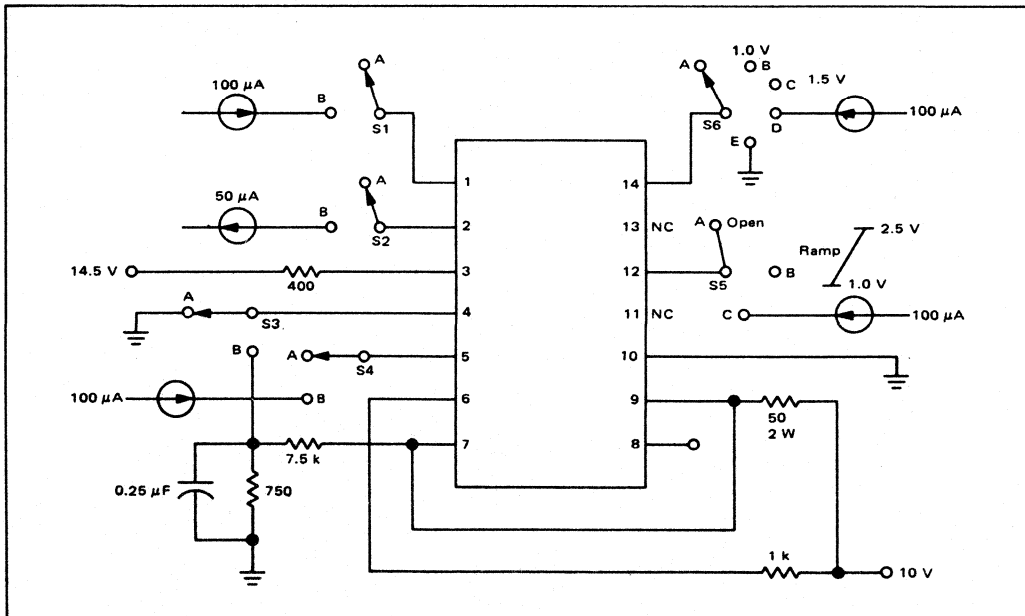 1.0 V
A
A
B
C
1.5 V
100 µA
B
S1
S6
D
100 µA
E
1
14
50 µA
A
B
S2
2
13
NC
A
Open
2.5 V
Ramp
14.5 V
400
3
12
S5
B
1.0 V
A
S3
4
11
NC
C
100 µA
B
A
S4
5
10
100 µA
B
6
9
50
2 W
7.5 k
7
8
0.25 µF
750
1 k
10 V